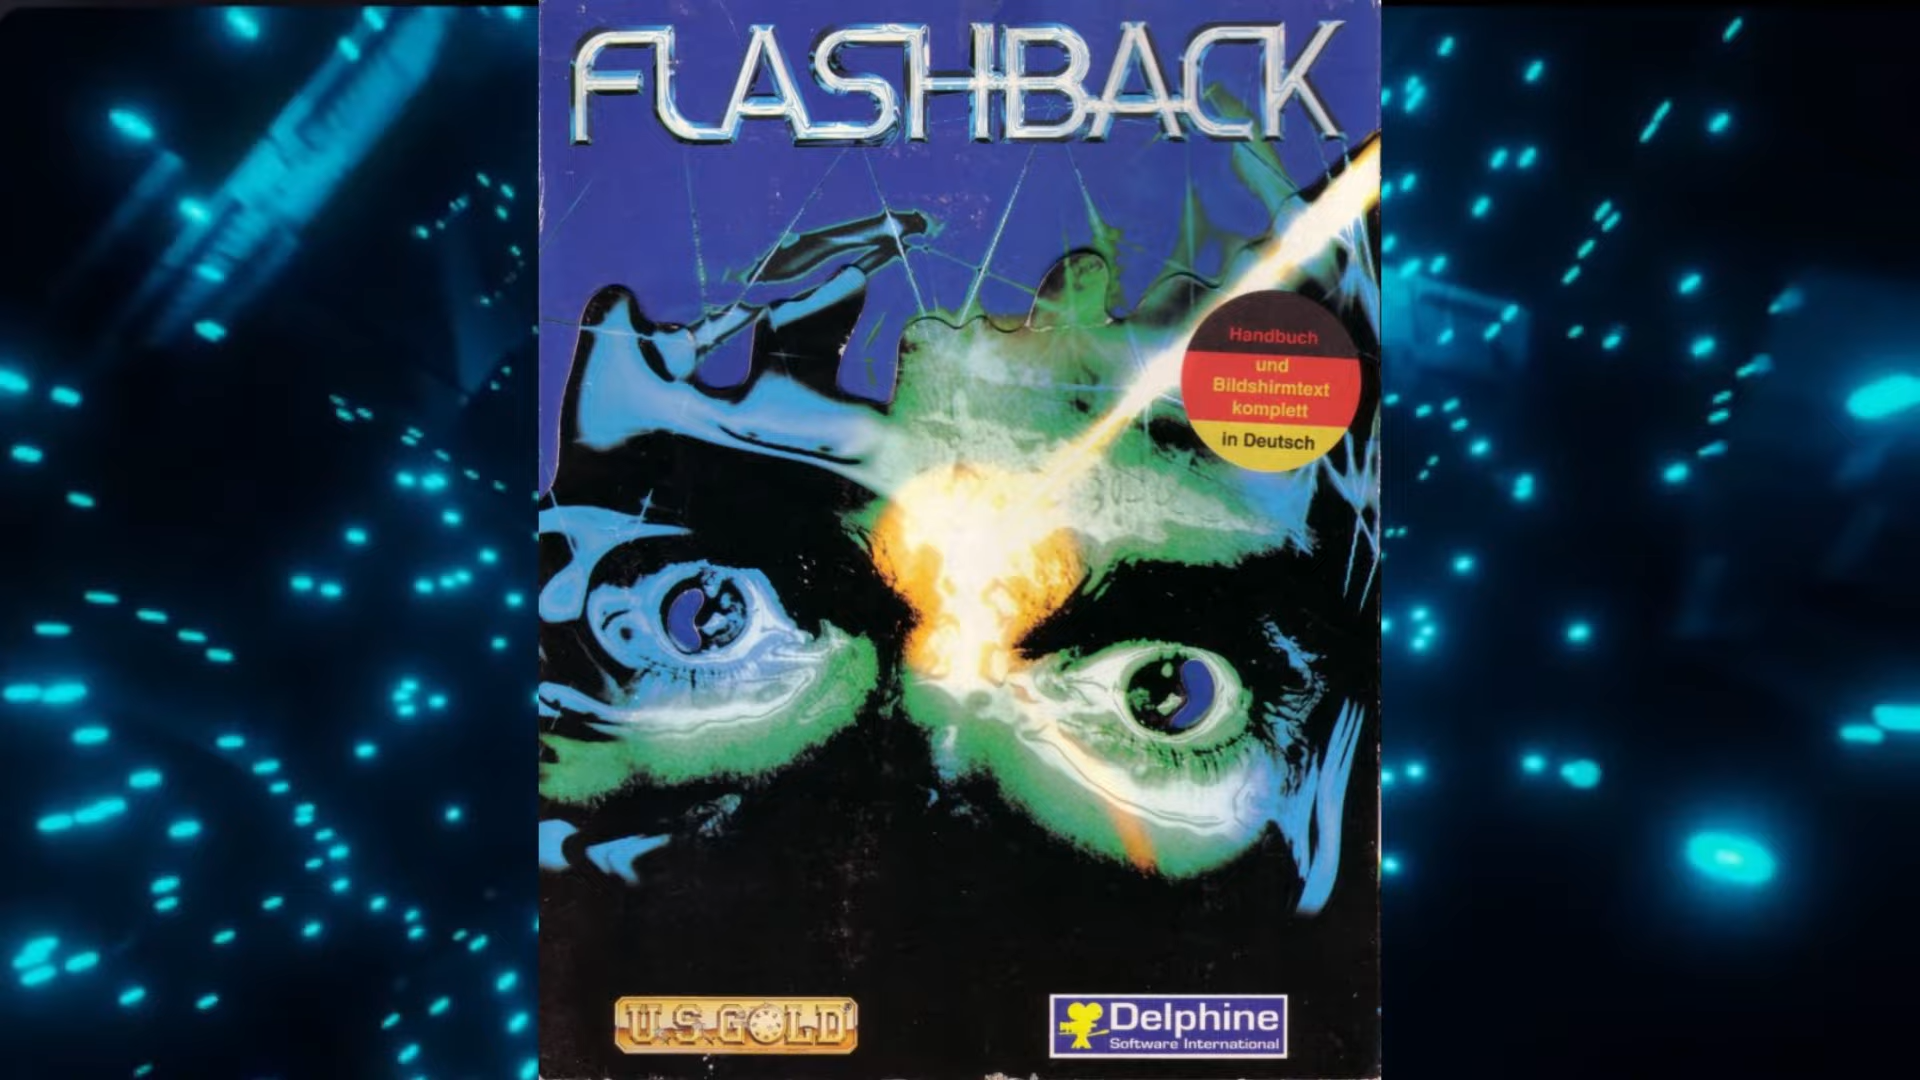 FLASHBACK
Handbuch
und
Bildshirmtext
komplett
in Deutsch
U.S. GOLD
Delphine
Software International